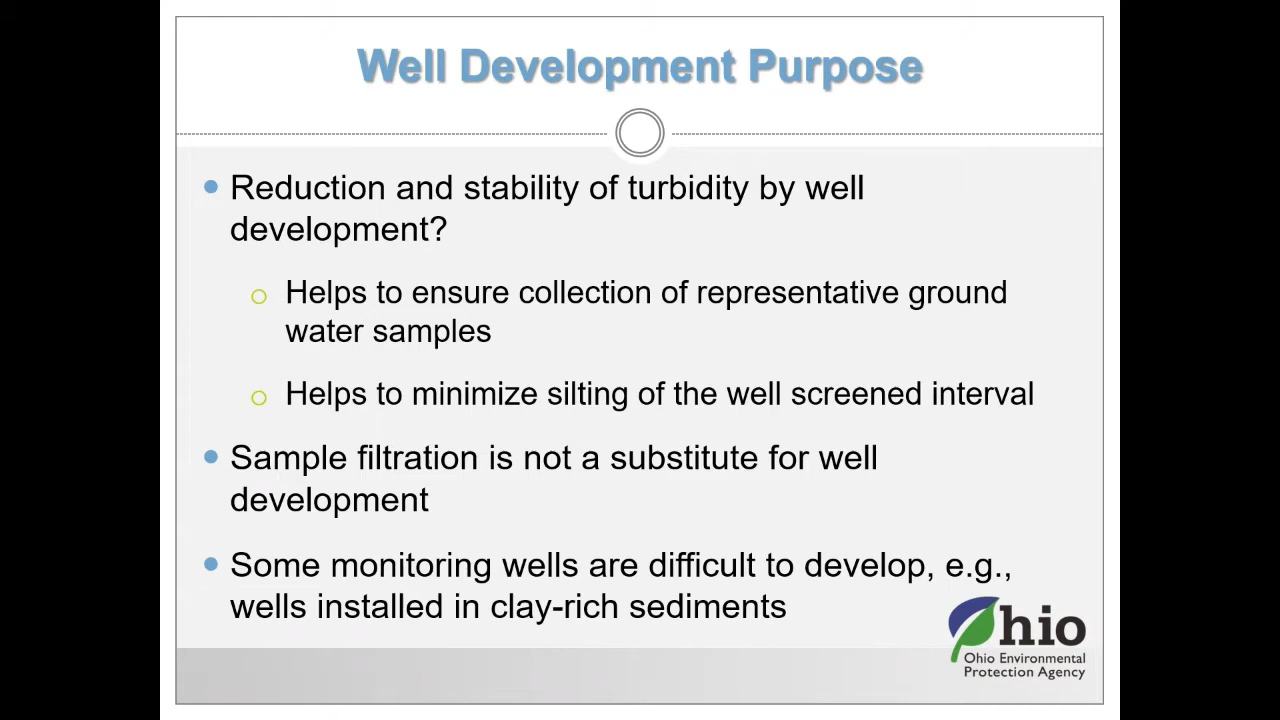 Well Development Purpose
Reduction and stability of turbidity by well
development?
Helps to ensure collection of representative ground
water samples
Helps to minimize silting of the well screened interval
Sample filtration is not a substitute for well
development
Some monitoring wells are difficult to develop, e.g.,
wells installed in clay-rich sediments
Ohio
Ohio Environmental
Protection Agency